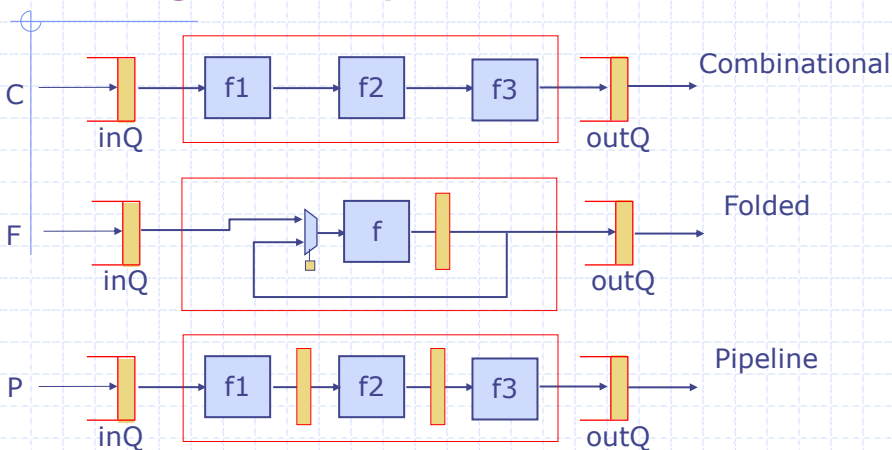 C
inQ
f1
f2
f3
outQ
Combinational
F
inQ
f
outQ
Folded
P
inQ
f1
f2
f3
outQ
Pipeline